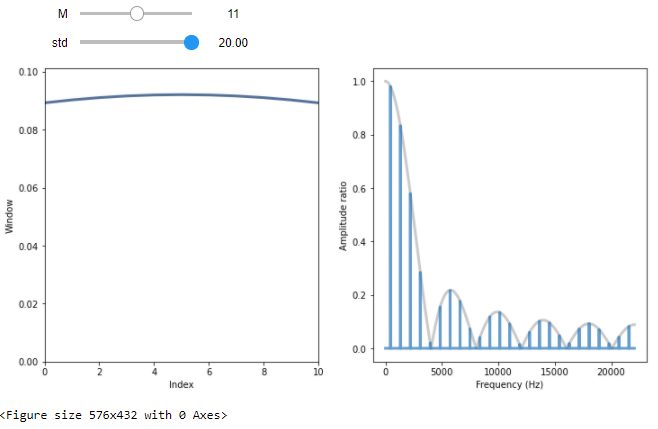 M 11
std 20.00
0.10
0.08
0.06
0.04
0.02
0.00
Window
0 2 4 6 8 10
Index
1.0
0.8
0.6
0.4
0.2
0.0
Amplitude ratio
0 5000 10000 15000 20000
Frequency (Hz)
<Figure size 576x432 with 0 Axes>